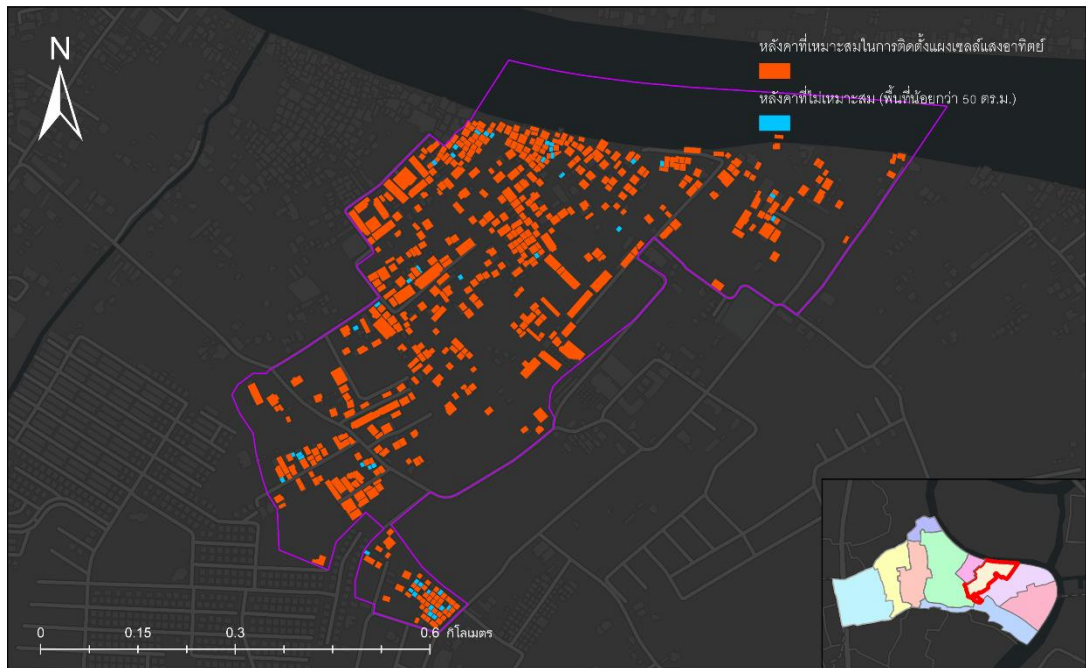 N
หลังคาที่เหมาะสมในการติดตั้งแผงเซลล์แสงอาทิตย์
หลังคาที่ไม่เหมาะสม (พื้นที่น้อยกว่า 50 ตร.ม.)
0 0.15 0.3 0.6 กิโลเมตร